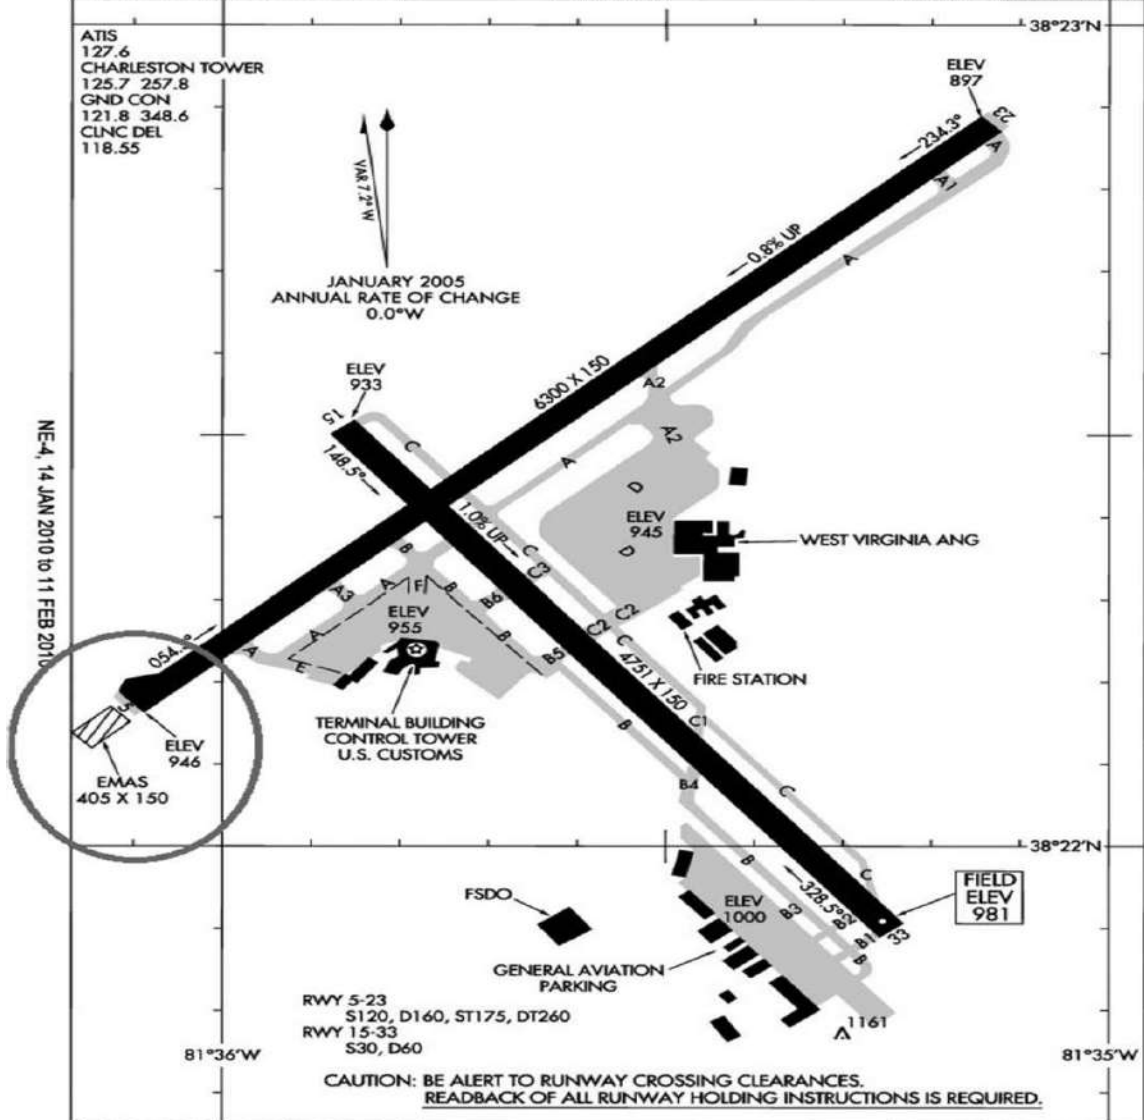 38°23'N
ATIS
127.6
CHARLESTON TOWER
125.7 257.8
GND CON
121.8 348.6
CLNC DEL
118.55
ELEV
897
23
234.3°
A
A1
VAR 7.2° W
0.8% UP
A
JANUARY 2005
ANNUAL RATE OF CHANGE
0.0°W
ELEV
933
15
148.5°
C
6300 X 150
A2
A2
A
D
D
ELEV
945
WEST VIRGINIA ANG
1.0% UP
C
C3
C3
B
A
F
B
B6
A3
A
B
B5
ELEV
955
C2
C2
C
4751 X 150
FIRE STATION
NE-4, 14 JAN 2010 to 11 FEB 2010
A
E
5
ELEV
946
EMAS
405 X 150
TERMINAL BUILDING
CONTROL TOWER
U.S. CUSTOMS
B
C1
B4
C
38°22'N
B
C
328.5°
FIELD
ELEV
981
FSDO
ELEV
1000
B3
B2
B1
33
B
GENERAL AVIATION
PARKING
RWY 5-23
S120, D160, ST175, DT260
RWY 15-33
S30, D60
1161
81°36'W
81°35'W
CAUTION: BE ALERT TO RUNWAY CROSSING CLEARANCES.
READBACK OF ALL RUNWAY HOLDING INSTRUCTIONS IS REQUIRED.